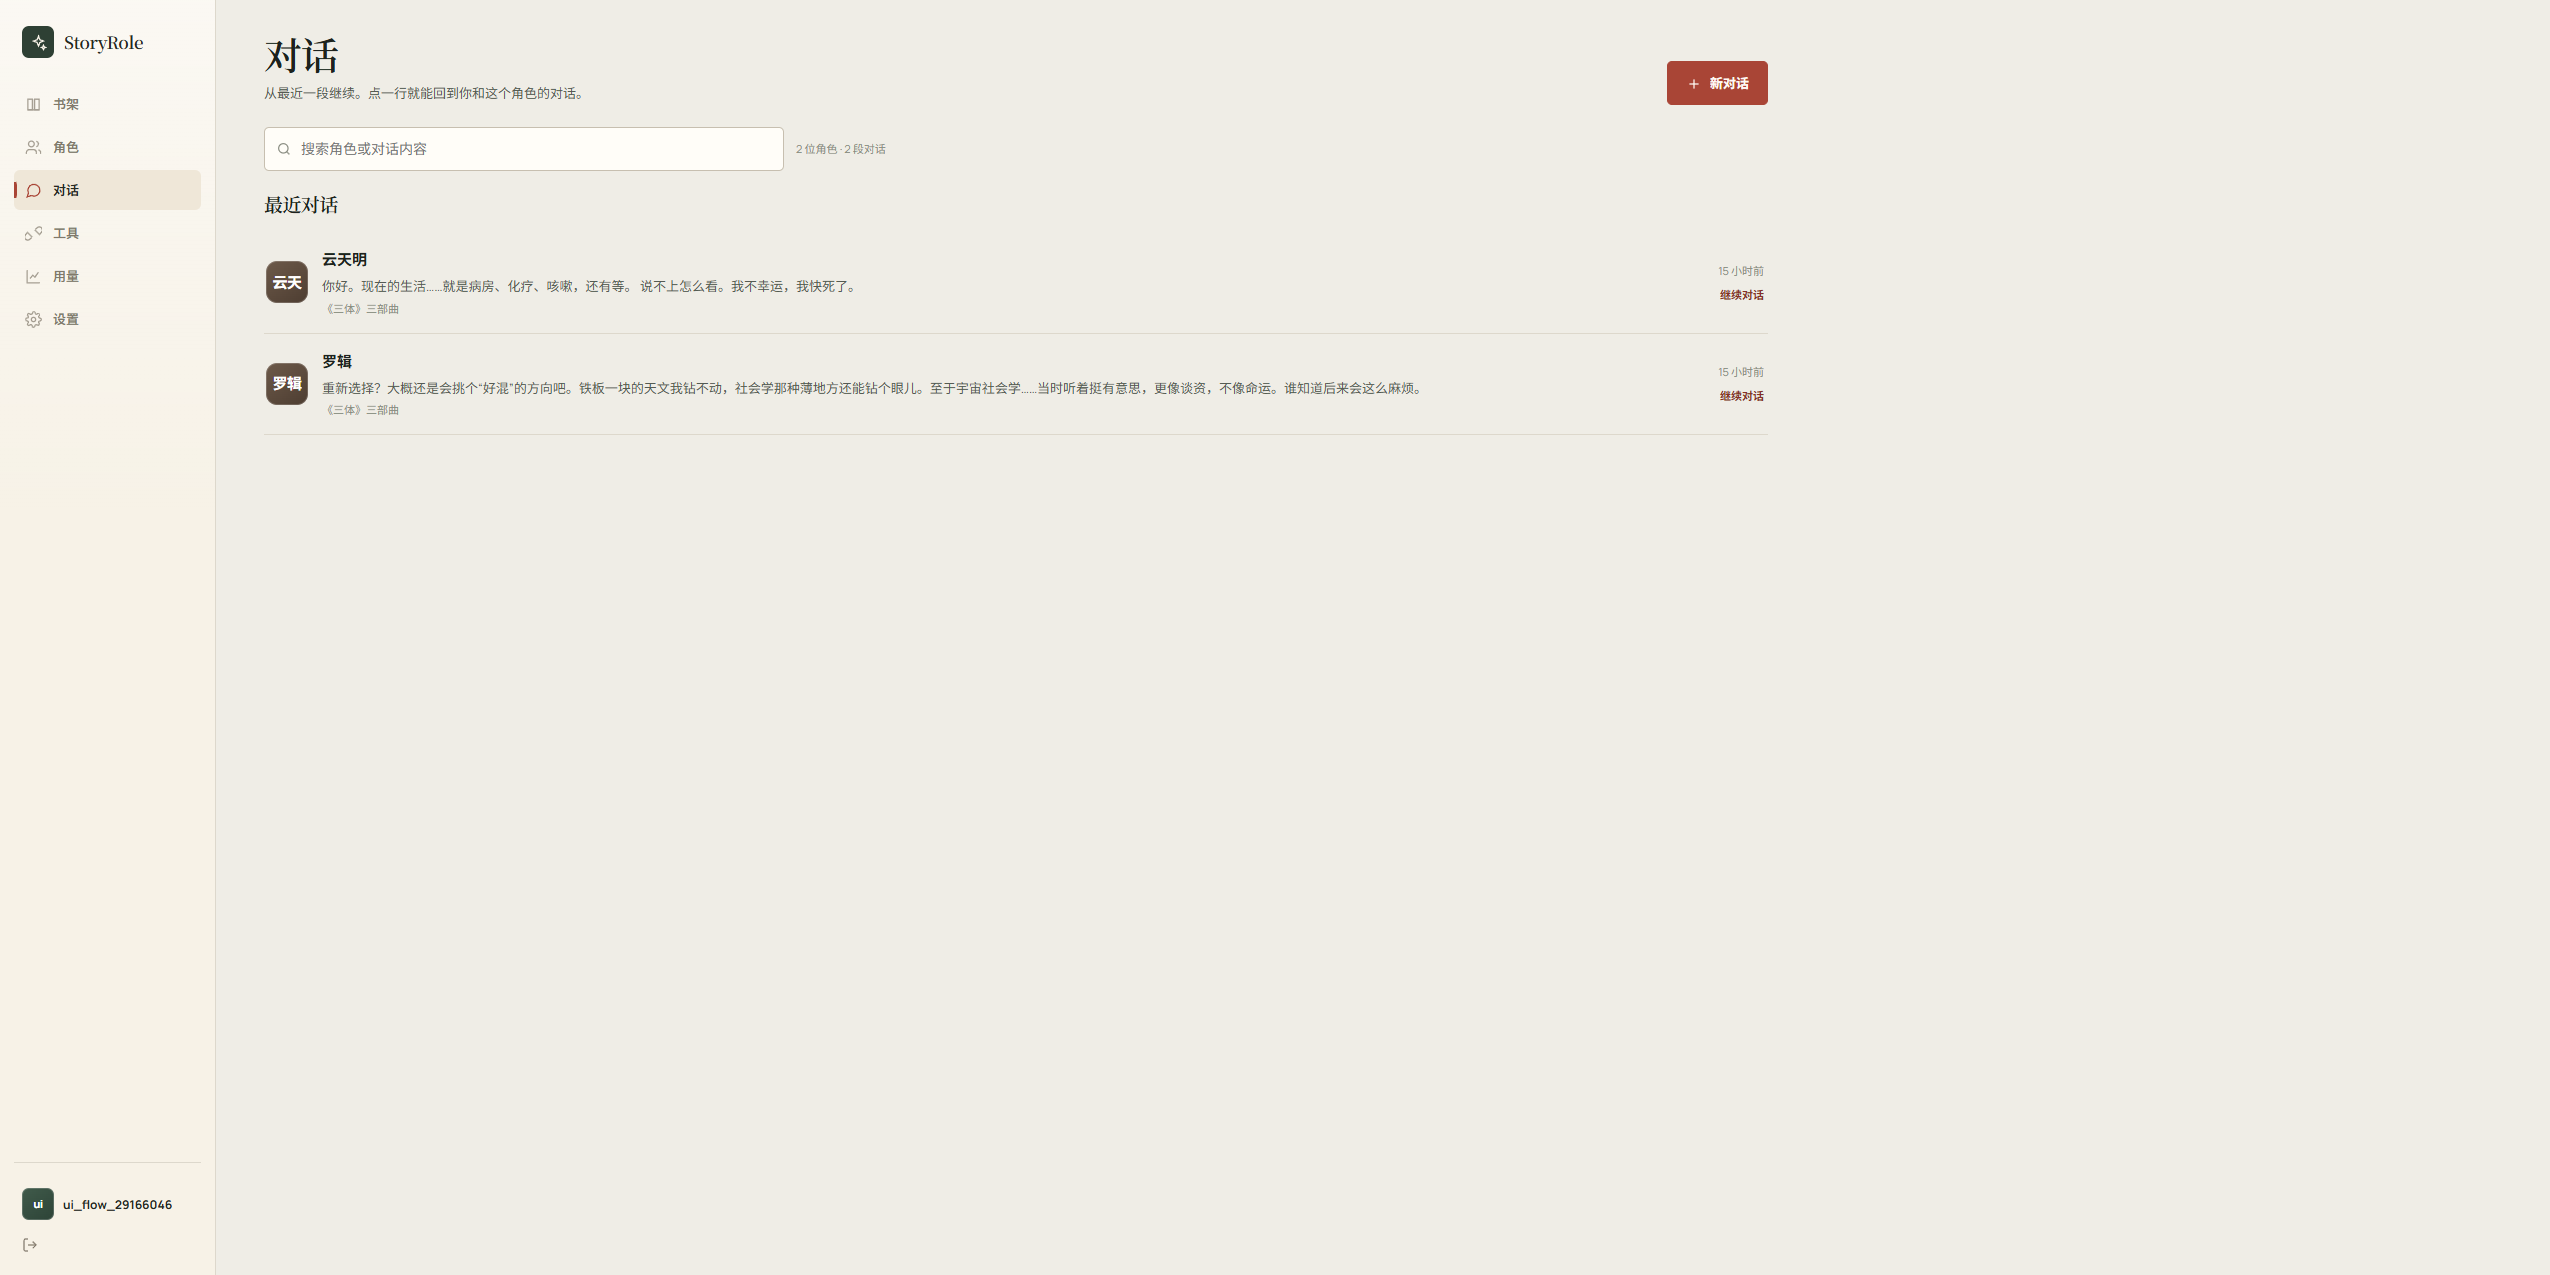 StoryRole
书架
角色
对话
工具
用量
设置
对话
从最近一段继续。点一行就能回到你和这个角色的对话。
新对话
搜索角色或对话内容
2 位角色 · 2 段对话
最近对话
云天
云天明
你好。现在的生活……就是病房、化疗、咳嗽，还有等。 说不上怎么看。我不幸运，我快死了。
《三体》三部曲
15 小时前
继续对话
罗辑
罗辑
重新选择？大概还是会挑个“好混”的方向吧。铁板一块的天文我钻不动，社会学那种薄地方还能钻个眼儿。至于宇宙社会学……当时听着挺有意思，更像谈资，不像命运。谁知道后来会这么麻烦。
《三体》三部曲
15 小时前
继续对话
ui
ui_flow_29166046